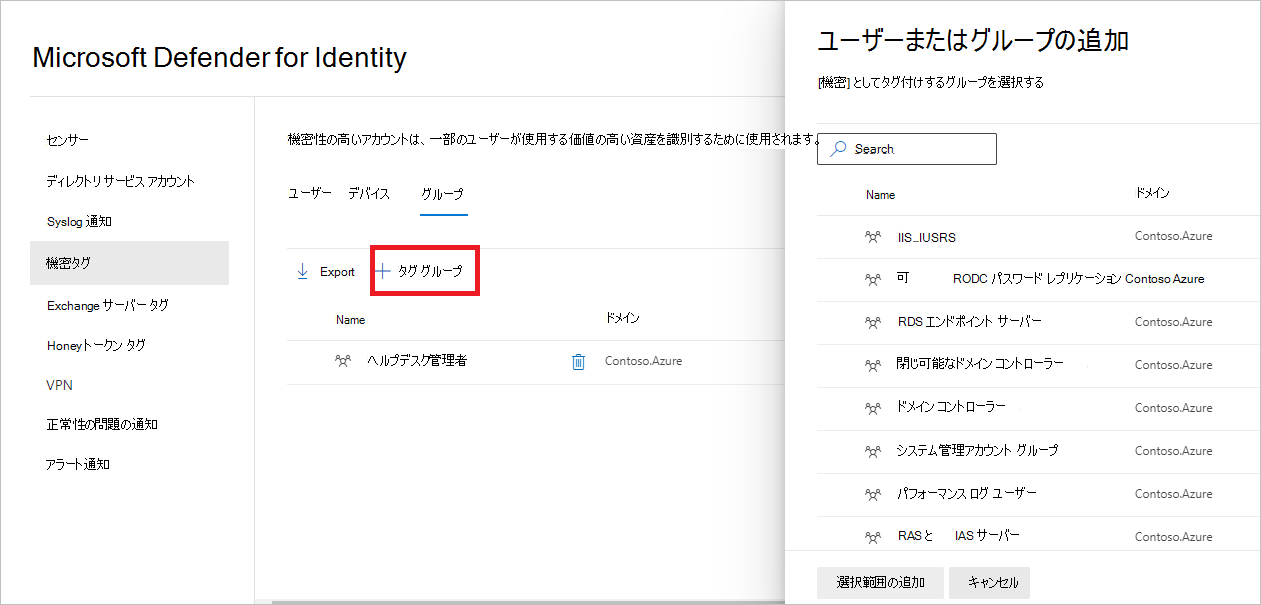 Microsoft Defender for Identity
センサー
ディレクトリ サービス アカウント
Syslog 通知
機密タグ
Exchange サーバー タグ
Honeyトークン タグ
VPN
正常性の問題の通知
アラート通知
機密性の高いアカウントは、一部のユーザーが使用する価値の高い資産を識別するために使用されます。
ユーザー デバイス グループ
Export タグ グループ
Name ドメイン
ヘルプデスク管理者 Contoso.Azure
ユーザーまたはグループの追加
[機密] としてタグ付けするグループを選択する
Search
Name ドメイン
IIS_IUSRS Contoso.Azure
可 RODC パスワード レプリケーション Contoso Azure
RDS エンドポイント サーバー Contoso.Azure
閉じ可能なドメイン コントローラー Contoso.Azure
ドメイン コントローラー Contoso.Azure
システム管理アカウント グループ Contoso.Azure
パフォーマンス ログ ユーザー Contoso.Azure
RAS と IAS サーバー Contoso.Azure
選択範囲の追加 キャンセル